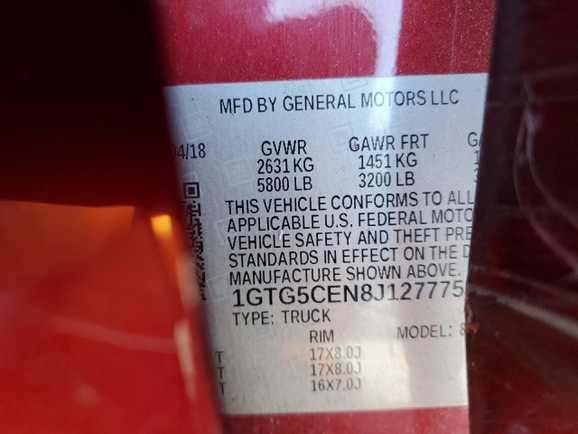 MFD BY GENERAL MOTORS LLC
04/18 GVWR GAWR FRT GA
2631 KG 1451 KG
5800 LB 3200 LB
THIS VEHICLE CONFORMS TO ALL
APPLICABLE U.S. FEDERAL MOTO
VEHICLE SAFETY AND THEFT PRE
STANDARDS IN EFFECT ON THE D
MANUFACTURE SHOWN ABOVE.
1GTG5CEN8J127775
TYPE: TRUCK
RIM MODEL: 8
T 17X8.0J
T 17X8.0J
T 16X7.0J